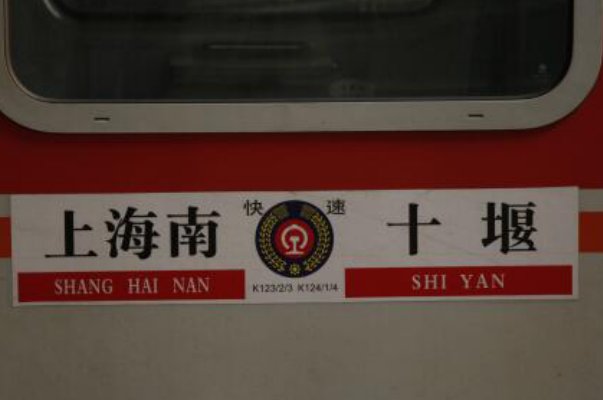 上海南 快速 十堰
SHANG HAI NAN K123/2/3 K124/1/4 SHI YAN